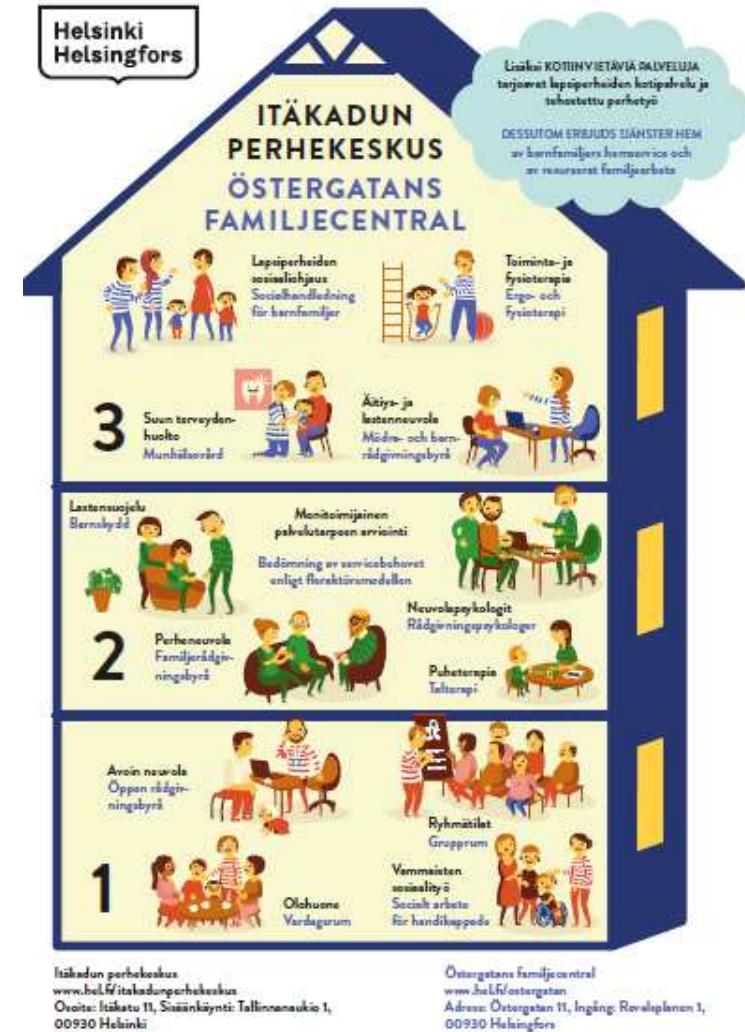 Helsinki
Helsingfors
Lisäksi KOTIIN VIETÄVIÄ PALVELUJA
tarjoavat lapsiperheiden kotipalvelu ja
tehostettu perhetyö
DESSUTOM ERBJUDS TJÄNSTER HEM
av barnfamiljers hemservice och
av resurserat familjearbete
ITÄKADUN
PERHEKESKUS
ÖSTERGATANS
FAMILJECENTRAL
Lapsiperheiden
sosiaaliohjaus
Socialhandledning
för barnfamiljer
Toiminta- ja
fysioterapia
Ergo- och
fysioterapi
3
Suun terveyden-
huolto
Munhälsovård
Äitiys- ja
lastenneuvola
Mödra- och barn-
rådgivningsbyrå
Lastensuojelu
Barnskydd
Monitoimijainen
palvelutarpeen arviointi
Bedömning av servicebehovet
enligt fleraktörsmodellen
2
Perheneuvola
Familjerådgiv-
ningsbyrå
Neuvolapsykologit
Rådgivningspsykologer
Puheterapia
Talterapi
Avoin neuvola
Öppen rådgiv-
ningsbyrå
Ryhmätilat
Grupprum
1
Olohuone
Vardagsrum
Vammaisten
sosiaalityö
Socialt arbete
för handikappade
Itäkadun perhekeskus
www.hel.fi/itakadunperhekeskus
Osoite: Itäkatu 11, Sisäänkäynti: Tallinnanaukio 1,
00930 Helsinki
Östergatans familjecentral
www.hel.fi/ostergatan
Adress: Östergatan 11, Ingång: Revalsplanen 1,
00930 Helsingfors